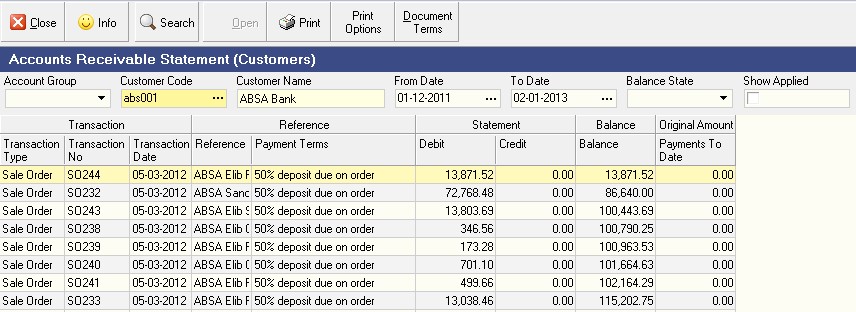 Close Info Search Open Print Print Options Document Terms
Accounts Receivable Statement (Customers)
Account Group Customer Code Customer Name From Date To Date Balance State Show Applied
abs001 ... ABSA Bank 01-12-2011 ... 02-01-2013 ...
Transaction Reference Statement Balance Original Amount
Transaction Type Transaction No Transaction Date Reference Payment Terms Debit Credit Balance Payments To Date
Sale Order SO244 05-03-2012 ABSA Elib F 50% deposit due on order 13,871.52 0.00 13,871.52 0.00
Sale Order SO232 05-03-2012 ABSA Sand 50% deposit due on order 72,768.48 0.00 86,640.00 0.00
Sale Order SO243 05-03-2012 ABSA Elib S 50% deposit due on order 13,803.69 0.00 100,443.69 0.00
Sale Order SO238 05-03-2012 ABSA Elib 50% deposit due on order 346.56 0.00 100,790.25 0.00
Sale Order SO239 05-03-2012 ABSA Elib F 50% deposit due on order 173.28 0.00 100,963.53 0.00
Sale Order SO240 05-03-2012 ABSA Elib 50% deposit due on order 701.10 0.00 101,664.63 0.00
Sale Order SO241 05-03-2012 ABSA Elib F 50% deposit due on order 499.66 0.00 102,164.29 0.00
Sale Order SO233 05-03-2012 ABSA Elib F 50% deposit due on order 13,038.46 0.00 115,202.75 0.00